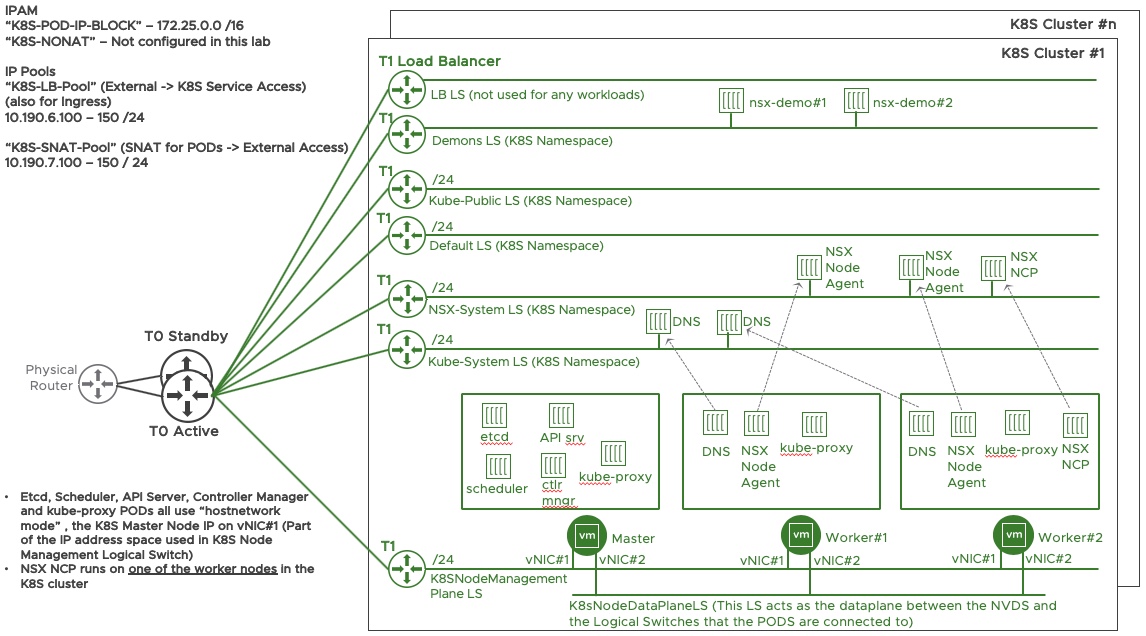 IPAM
“K8S-POD-IP-BLOCK” – 172.25.0.0 /16
“K8S-NONAT” – Not configured in this lab
IP Pools
“K8S-LB-Pool” (External -> K8S Service Access)
(also for Ingress)
10.190.6.100 – 150 /24
“K8S-SNAT-Pool” (SNAT for PODs -> External Access)
10.190.7.100 – 150 / 24
K8S Cluster #n
K8S Cluster #1
T1 Load Balancer
LB LS (not used for any workloads)
nsx-demo#1
nsx-demo#2
T1
Demons LS (K8S Namespace)
T1
/24
Kube-Public LS (K8S Namespace)
T1
/24
Default LS (K8S Namespace)
NSX
Node
Agent
NSX
Node
Agent
NSX
NCP
T1
/24
NSX-System LS (K8S Namespace)
DNS
DNS
T1
/24
Kube-System LS (K8S Namespace)
T0 Standby
Physical
Router
T0 Active
etcd
API srv
scheduler
ctlr
mngr
kube-proxy
DNS
NSX
Node
Agent
kube-proxy
DNS
NSX
Node
Agent
kube-proxy
NSX
NCP
• Etcd, Scheduler, API Server, Controller Manager
and kube-proxy PODs all use “hostnetwork
mode” , the K8S Master Node IP on vNIC#1 (Part
of the IP address space used in K8S Node
Management Logical Switch)
• NSX NCP runs on one of the worker nodes in the
K8S cluster
vm
Master
vNIC#1
vNIC#2
vm
Worker#1
vNIC#1
vNIC#2
vm
Worker#2
vNIC#1
vNIC#2
T1
/24
K8SNodeManagement
Plane LS
K8sNodeDataPlaneLS (This LS acts as the dataplane between the NVDS and
the Logical Switches that the PODS are connected to)